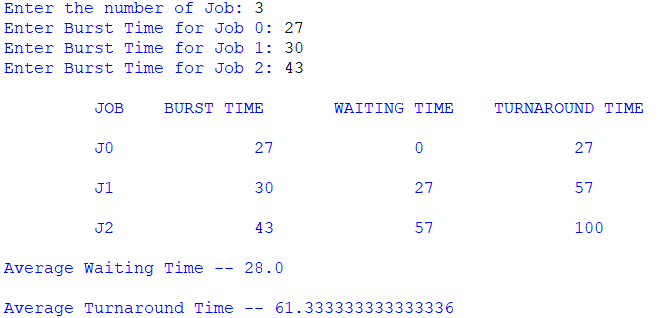 Enter the number of Job: 3
Enter Burst Time for Job 0: 27
Enter Burst Time for Job 1: 30
Enter Burst Time for Job 2: 43
JOB BURST TIME WAITING TIME TURNAROUND TIME
J0 27 0 27
J1 30 27 57
J2 43 57 100
Average Waiting Time -- 28.0
Average Turnaround Time -- 61.333333333333336